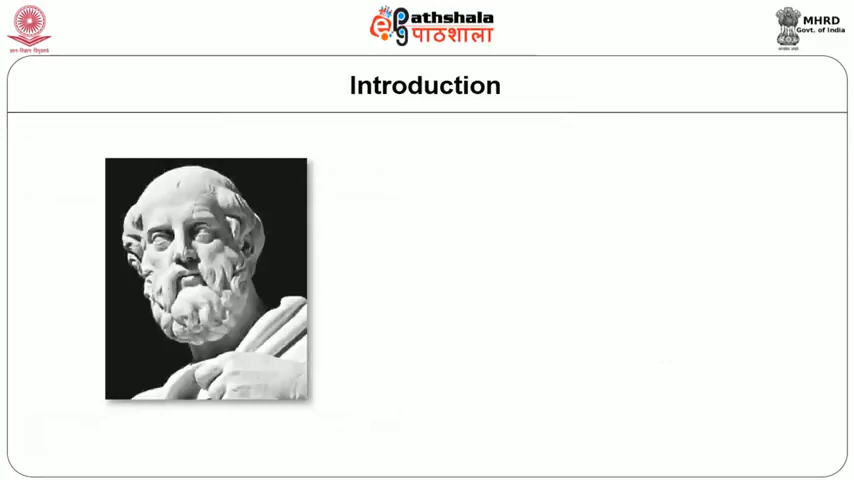 ePathshala
पाठशाला
MHRD
Govt. of India
Introduction